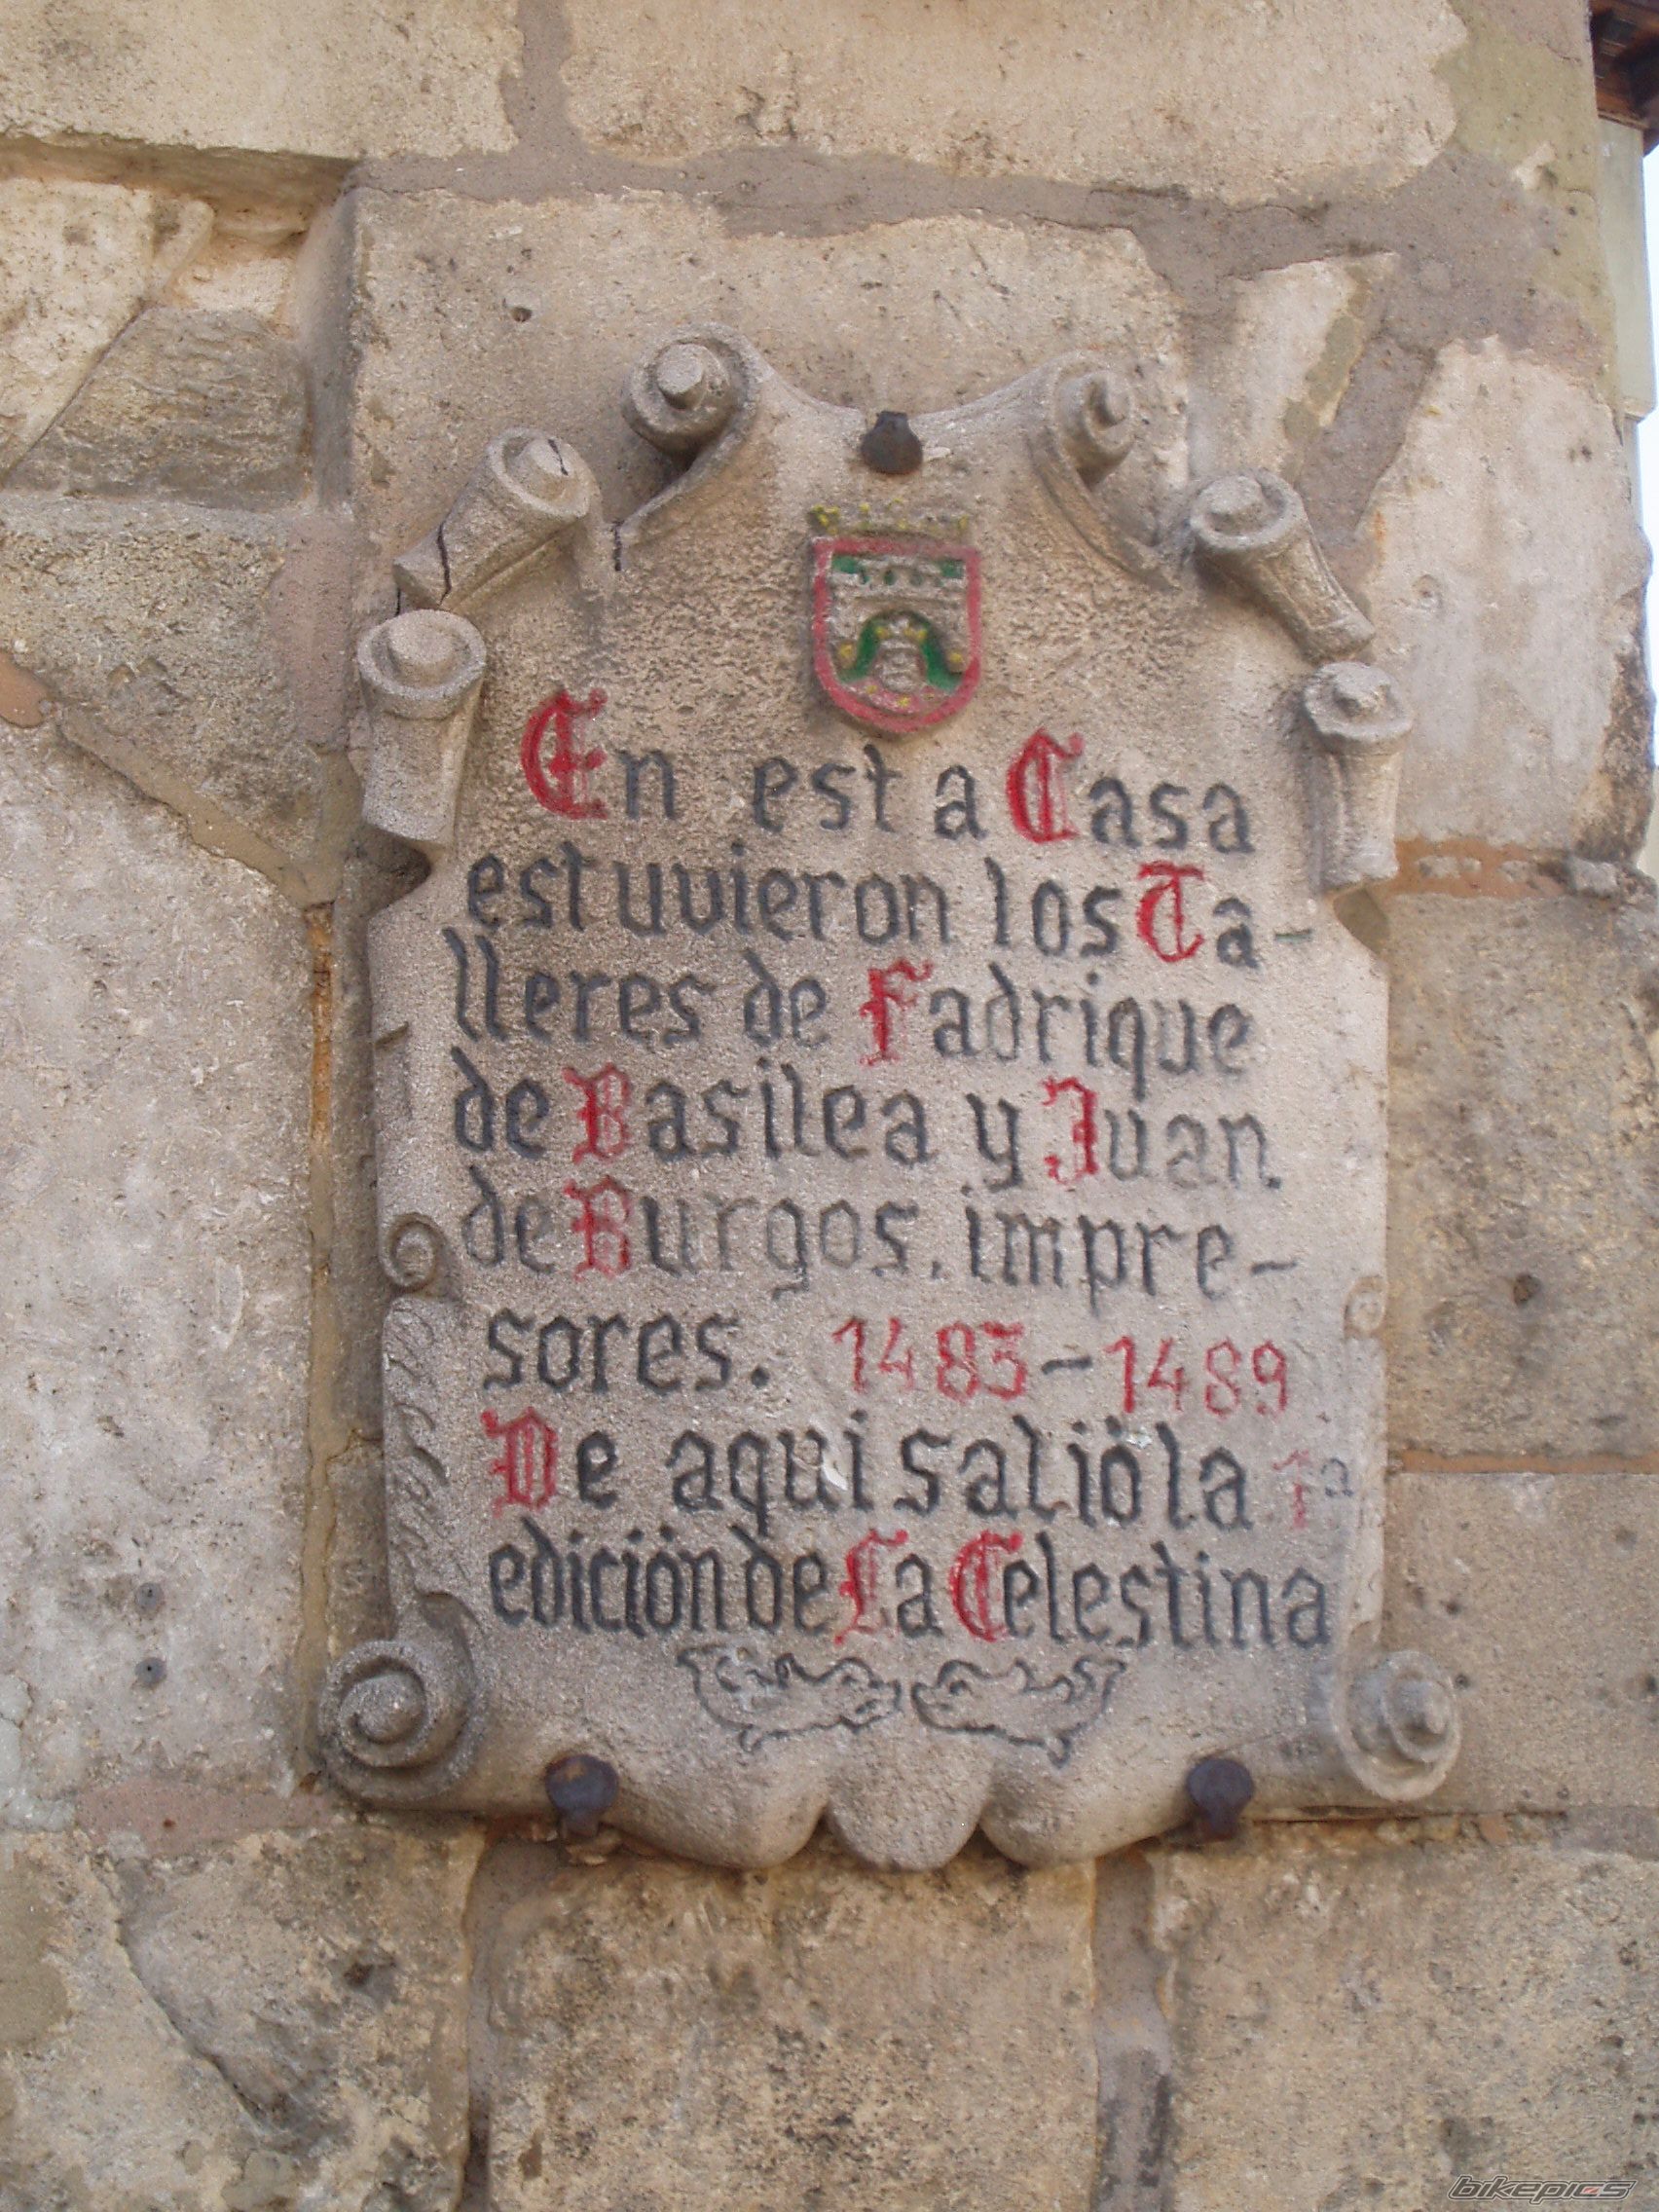 En esta Casa
estuvieron los Ta-
lleres de Fadrique
de Basilea y Juan
de Burgos, impre-
sores. 1483-1489
De aqui saliö la 1ª
edición de La Celestina
bikepics